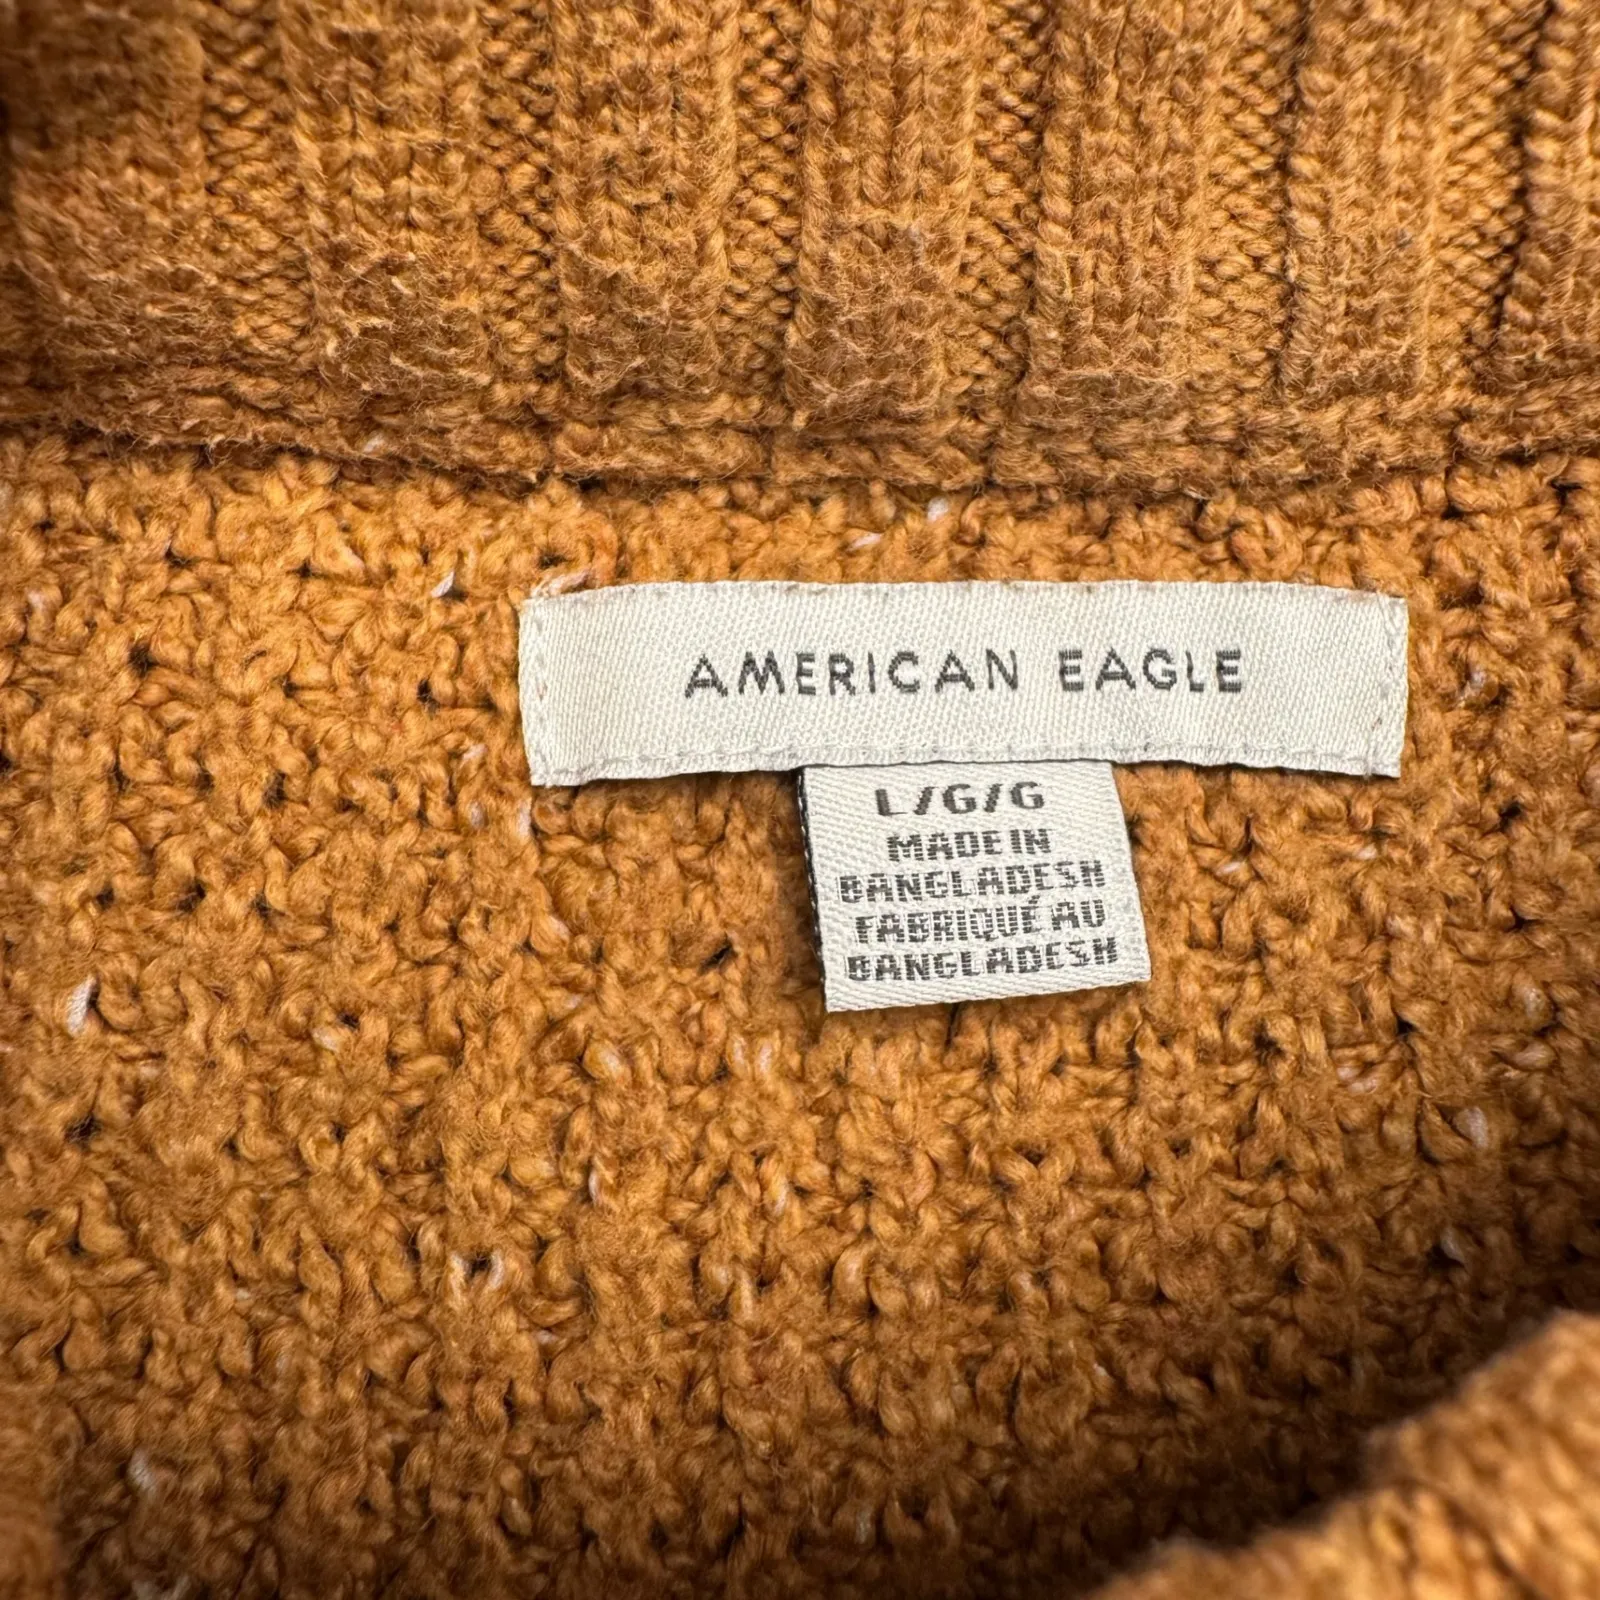 AMERICAN EAGLE
L/G/G
MADE IN
BANGLADESH
FABRIQUÉ AU
BANGLADESH